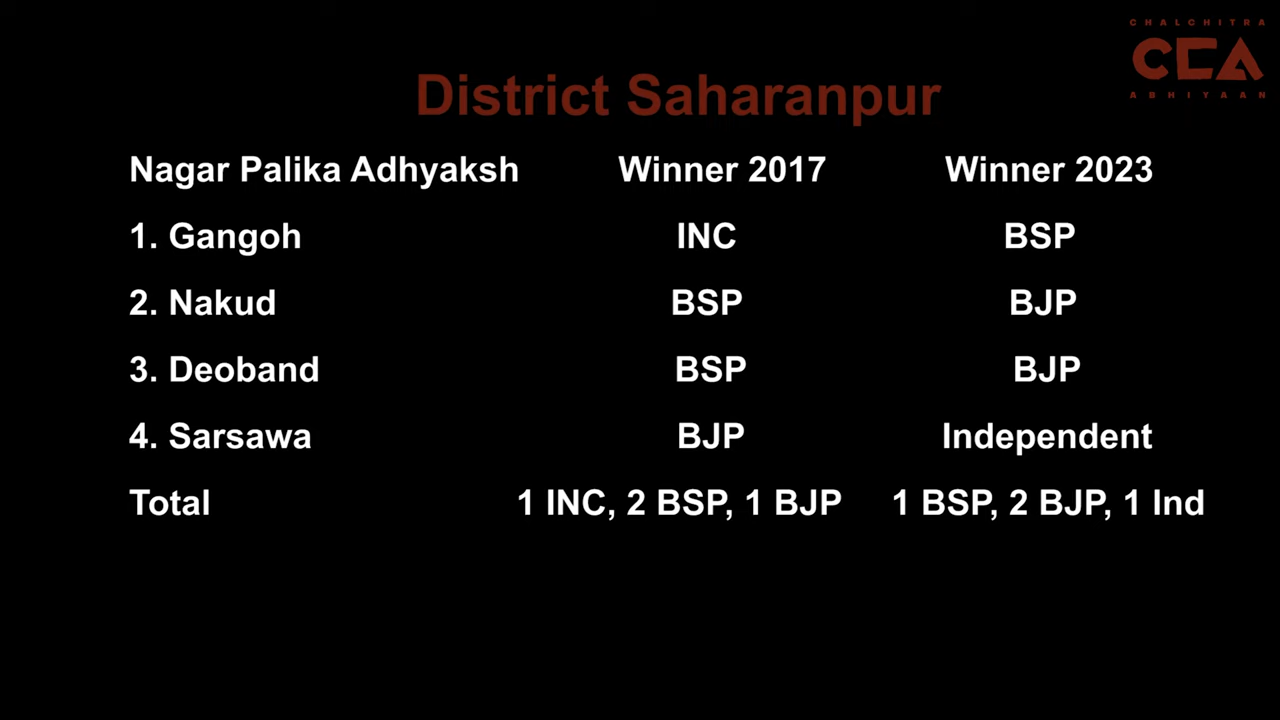 CHALCHITRA
CCA
ABHIYAAN
District Saharanpur
Nagar Palika Adhyaksh Winner 2017 Winner 2023
1. Gangoh INC BSP
2. Nakud BSP BJP
3. Deoband BSP BJP
4. Sarsawa BJP Independent
Total 1 INC, 2 BSP, 1 BJP 1 BSP, 2 BJP, 1 Ind